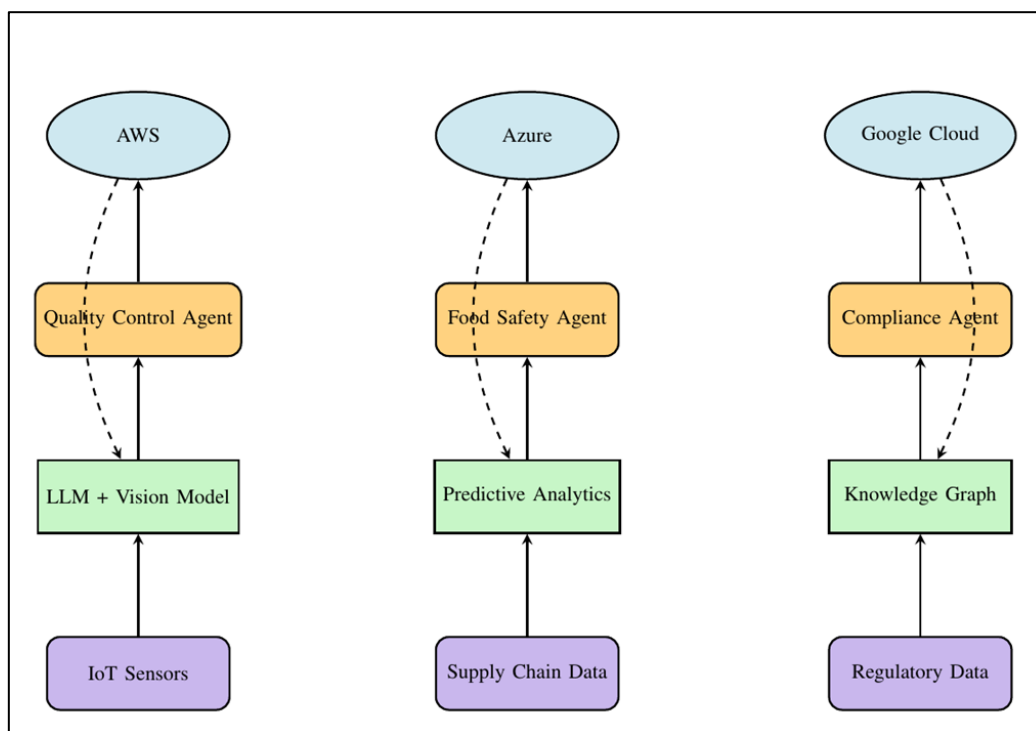 AWS
Azure
Google Cloud
Quality Control Agent
Food Safety Agent
Compliance Agent
LLM + Vision Model
Predictive Analytics
Knowledge Graph
IoT Sensors
Supply Chain Data
Regulatory Data